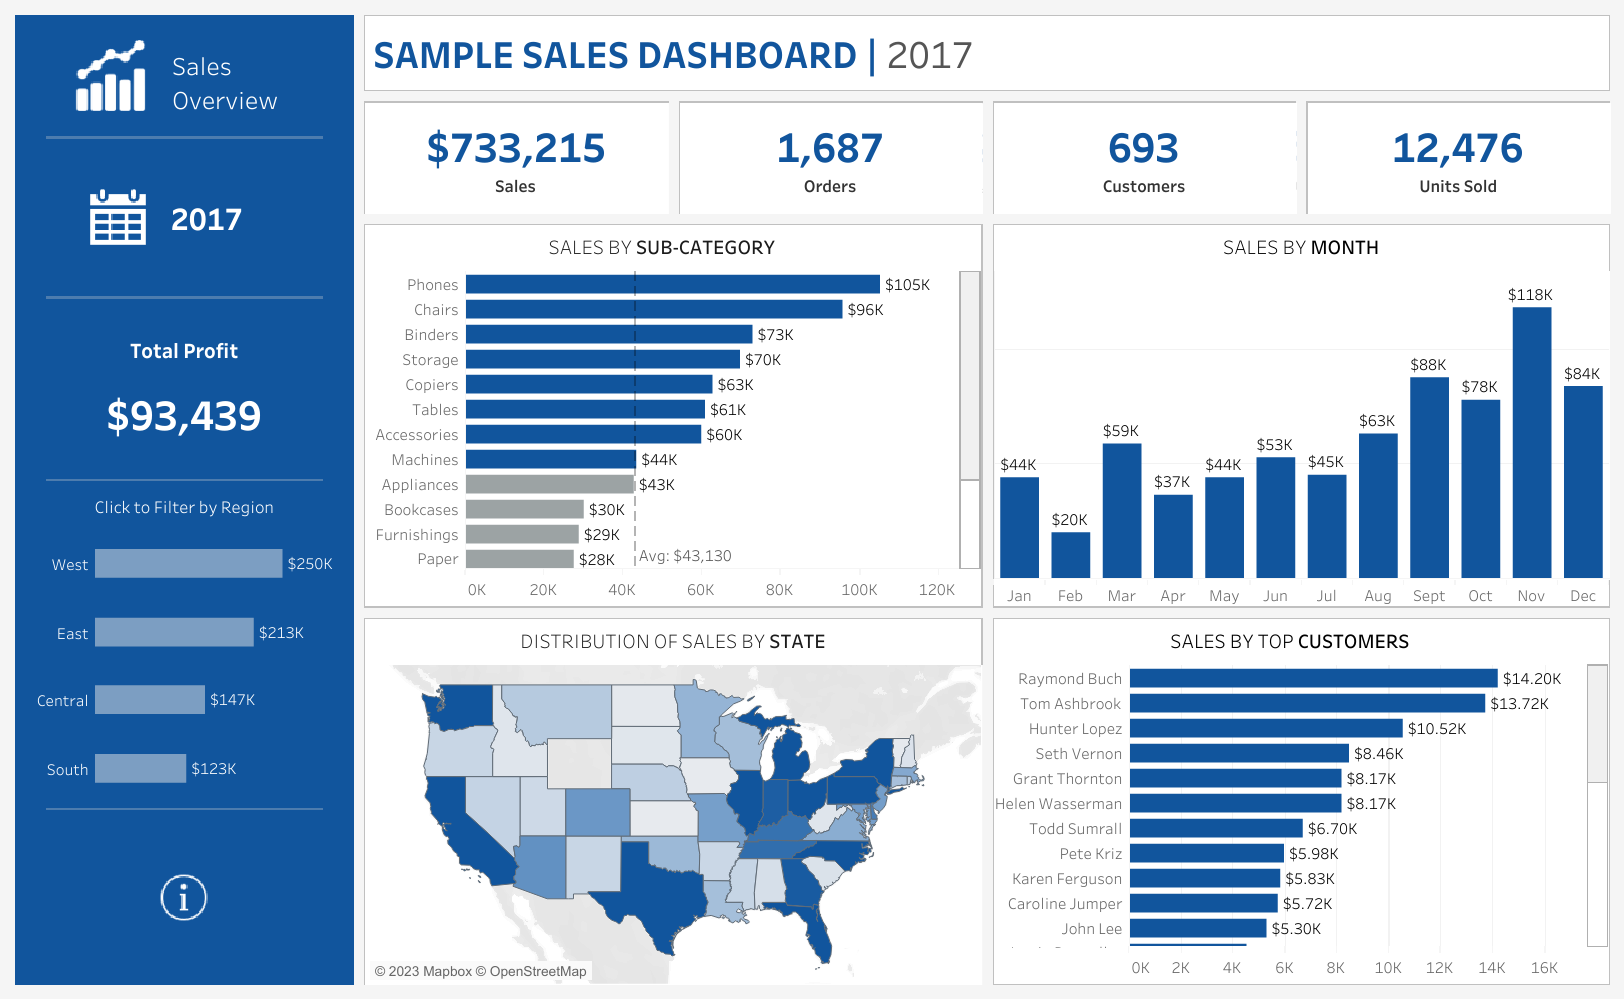 Sales
Overview
2017
Total Profit
$93,439
Click to Filter by Region
West $250K
East $213K
Central $147K
South $123K
SAMPLE SALES DASHBOARD | 2017
$733,215
Sales
1,687
Orders
693
Customers
12,476
Units Sold
SALES BY SUB-CATEGORY
Phones $105K
Chairs $96K
Binders $73K
Storage $70K
Copiers $63K
Tables $61K
Accessories $60K
Machines $44K
Appliances $43K
Bookcases $30K
Furnishings $29K
Paper $28K
Avg: $43,130
0K 20K 40K 60K 80K 100K 120K
SALES BY MONTH
$44K $20K $59K $37K $44K $53K $45K $63K $88K $78K $118K $84K
Jan Feb Mar Apr May Jun Jul Aug Sept Oct Nov Dec
DISTRIBUTION OF SALES BY STATE
© 2023 Mapbox © OpenStreetMap
SALES BY TOP CUSTOMERS
Raymond Buch $14.20K
Tom Ashbrook $13.72K
Hunter Lopez $10.52K
Seth Vernon $8.46K
Grant Thornton $8.17K
Helen Wasserman $8.17K
Todd Sumrall $6.70K
Pete Kriz $5.98K
Karen Ferguson $5.83K
Caroline Jumper $5.72K
John Lee $5.30K
0K 2K 4K 6K 8K 10K 12K 14K 16K